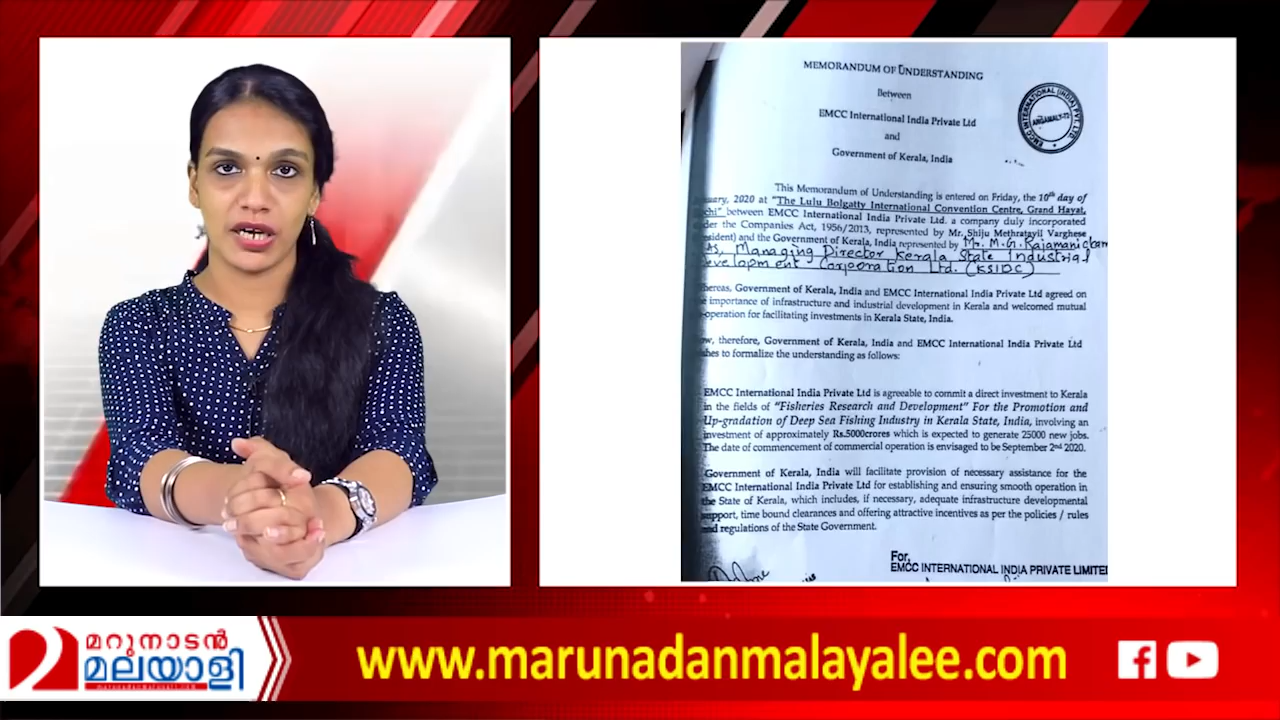 MEMORANDUM OF UNDERSTANDING
Between
EMCC International India Private Ltd
and
Government of Kerala, India
EMCC INTERNATIONAL (INDIA) PVT. LTD.
ANGAMALY-72
This Memorandum of Understanding is entered on Friday, the 10th day of
2020 at "The Lulu Bolgatty International Convention Centre, Grand Hayat,
between EMCC International India Private Ltd. a company duly incorporated
the Companies Act, 1956/2013, represented by Mr. Shiju Methratayil Varghese
and the Government of Kerala, India represented by Mr. M.G. Rajamanickam
Managing Director Kerala State Industrial
Corporation Ltd. (KSIDC)
Whereas, Government of Kerala, India and EMCC International India Private Ltd agreed on
importance of infrastructure and industrial development in Kerala and welcomed mutual
co-operation for facilitating investments in Kerala State, India.
therefore, Government of Kerala, India and EMCC International India Private Ltd
to formalize the understanding as follows:
EMCC International India Private Ltd is agreeable to commit a direct investment to Kerala
in the fields of "Fisheries Research and Development" For the Promotion and
Up-gradation of Deep Sea Fishing Industry in Kerala State, India, involving an
investment of approximately Rs.5000crores which is expected to generate 25000 new jobs.
The date of commencement of commercial operation is envisaged to be September 2nd 2020.
Government of Kerala, India will facilitate provision of necessary assistance for the
EMCC International India Private Ltd for establishing and ensuring smooth operation in
the State of Kerala, which includes, if necessary, adequate infrastructure developmental
support, time bound clearances and offering attractive incentives as per the policies / rules
and regulations of the State Government.
For,
EMCC INTERNATIONAL INDIA PRIVATE LIMITED
മറുനാടൻ
മലയാളി
www.marunadanmalayalee.com